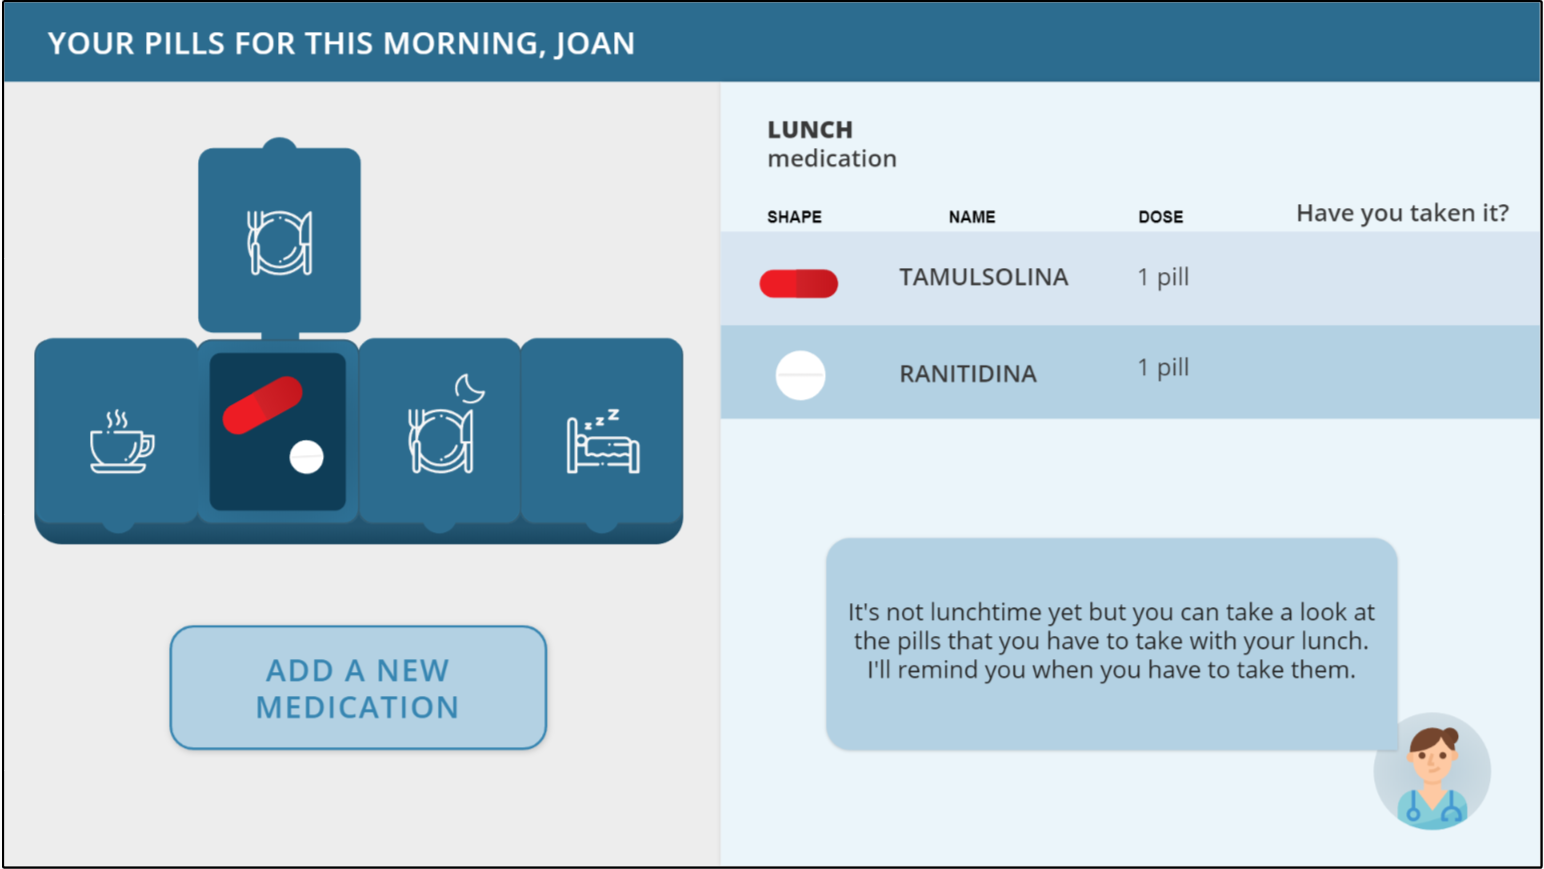 YOUR PILLS FOR THIS MORNING, JOAN
LUNCH
medication
SHAPE NAME DOSE Have you taken it?
TAMULSOLINA 1 pill
RANITIDINA 1 pill
z z Z
ADD A NEW
MEDICATION
It's not lunchtime yet but you can take a look at
the pills that you have to take with your lunch.
I'll remind you when you have to take them.